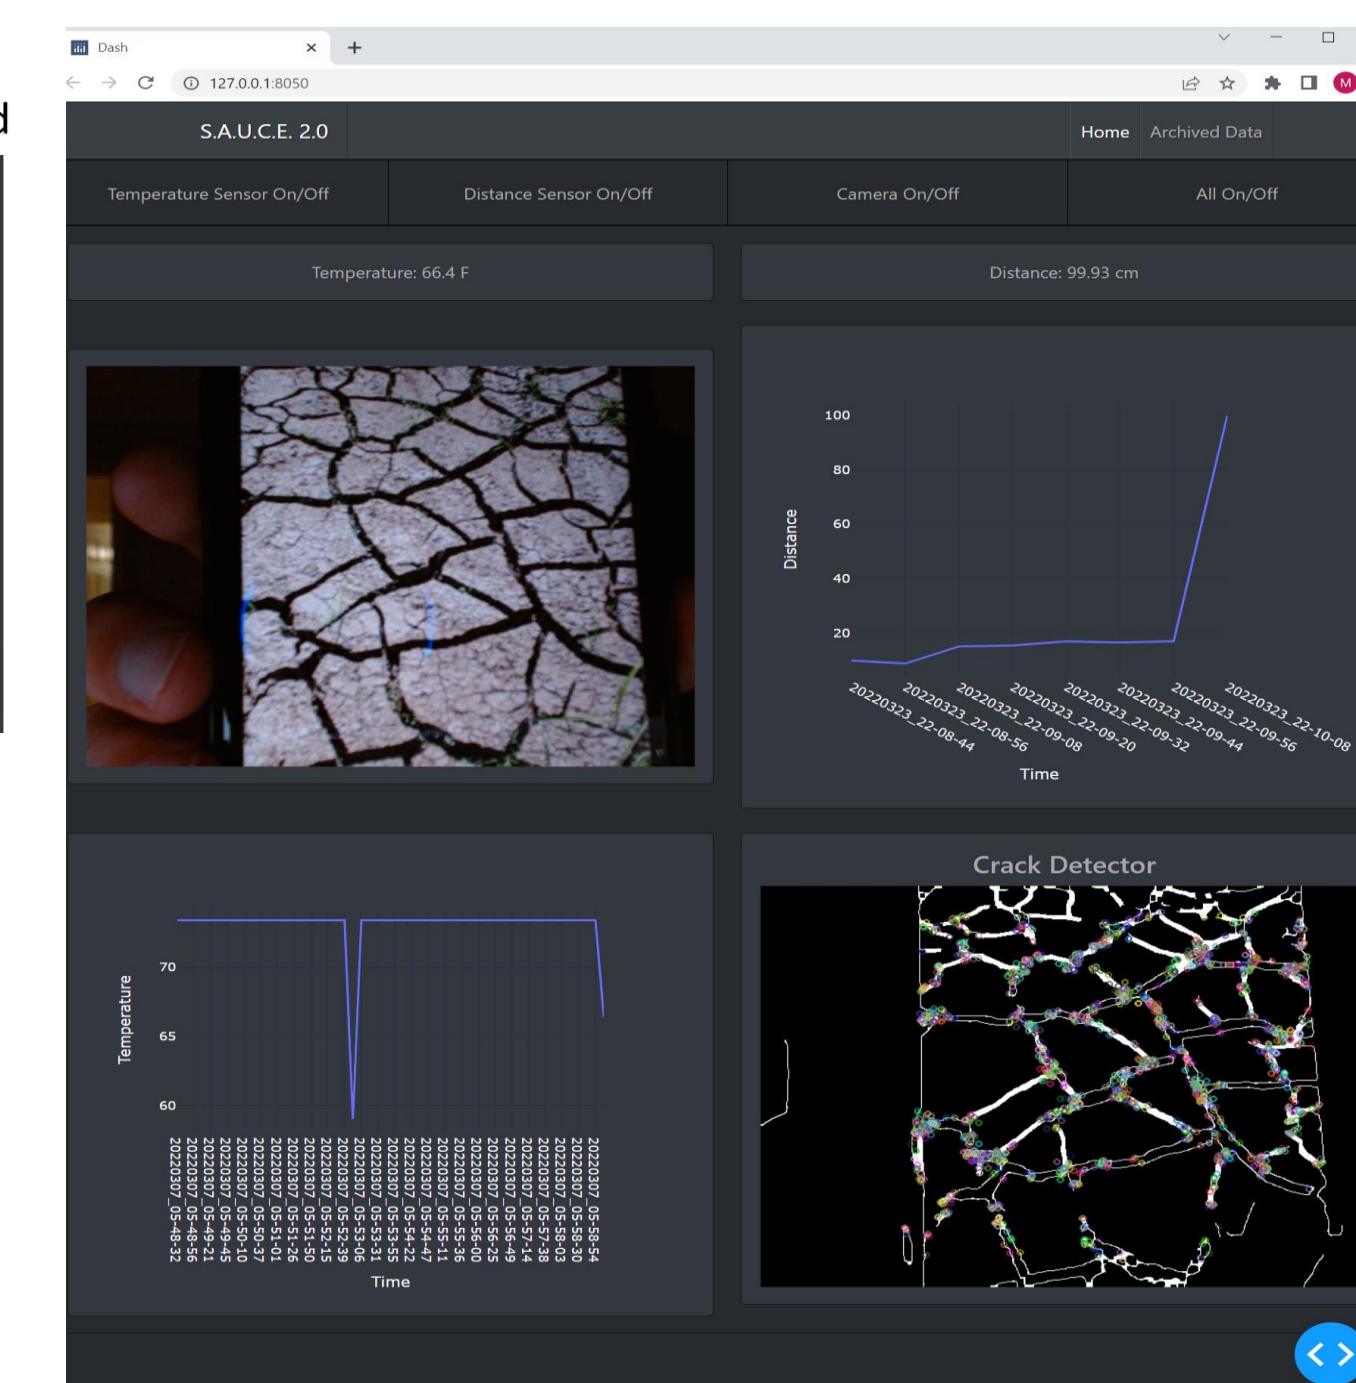 d
Dash
127.0.0.1:8050
M
S.A.U.C.E. 2.0
Home
Archived Data
Temperature Sensor On/Off
Distance Sensor On/Off
Camera On/Off
All On/Off
Temperature: 66.4 F
Distance: 99.93 cm
100
80
60
40
20
Distance
20220323_22-08-44
20220323_22-08-56
20220323_22-09-08
20220323_22-09-20
20220323_22-09-32
20220323_22-09-44
20220323_22-09-56
20220323_22-10-08
Time
70
65
60
Temperature
20220307_05-48-32
20220307_05-48-56
20220307_05-49-21
20220307_05-49-45
20220307_05-50-10
20220307_05-50-37
20220307_05-51-01
20220307_05-51-26
20220307_05-51-50
20220307_05-52-15
20220307_05-52-39
20220307_05-53-06
20220307_05-53-31
20220307_05-53-55
20220307_05-54-22
20220307_05-54-47
20220307_05-55-11
20220307_05-55-36
20220307_05-56-00
20220307_05-56-25
20220307_05-56-49
20220307_05-57-14
20220307_05-57-38
20220307_05-58-03
20220307_05-58-30
20220307_05-58-54
Time
Crack Detector